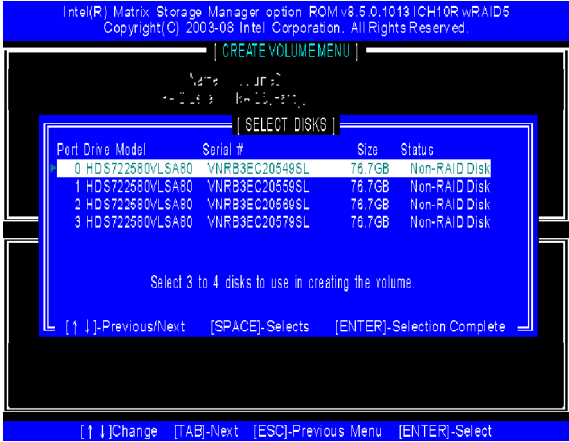 Intel(R) Matrix Storage Manager option ROM v8.5.0.1013 ICH10R wRAID5
Copyright(C) 2003-08 Intel Corporation. All Rights Reserved.
[ CREATE VOLUME MENU ]
[ SELECT DISKS ]
Port Drive Model Serial # Size Status
0 HDS722580VLSA80 VNRB3EC20549SL 76.7GB Non-RAID Disk
1 HDS722580VLSA80 VNRB3EC20559SL 76.7GB Non-RAID Disk
2 HDS722580VLSA80 VNRB3EC20569SL 76.7GB Non-RAID Disk
3 HDS722580VLSA80 VNRB3EC20579SL 76.7GB Non-RAID Disk
Select 3 to 4 disks to use in creating the volume.
[↑↓]-Previous/Next [SPACE]-Selects [ENTER]-Selection Complete
[↑↓]Change [TAB]-Next [ESC]-Previous Menu [ENTER]-Select